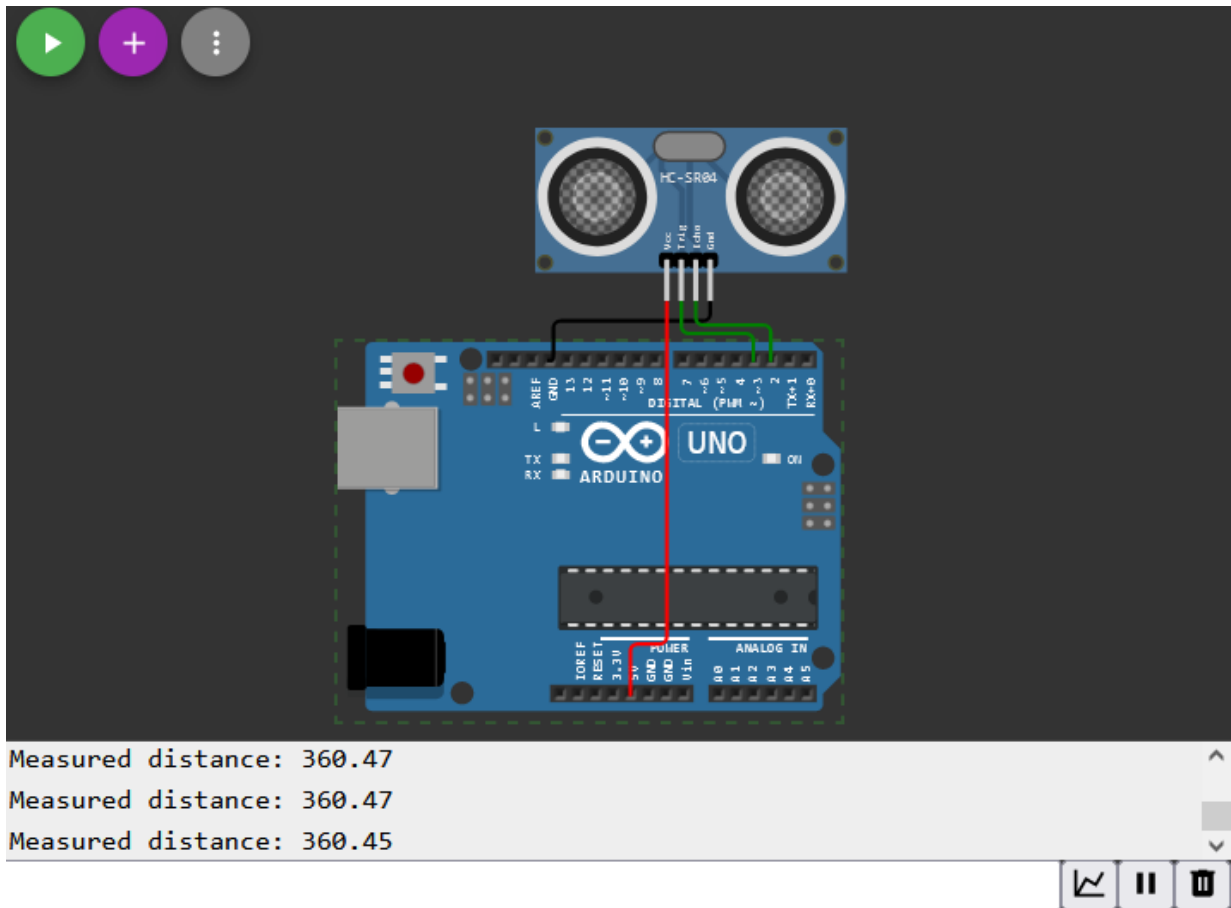 HC-SR04
Vcc
Trig
Echo
Gnd
AREF
GND
13
12
~11
~10
~9
8
7
~6
~5
4
~3
2
TX→1
RX←0
DIGITAL (PWM ~)
L
TX
RX
UNO
ON
ARDUINO
IOREF
RESET
3.3V
5V
GND
GND
Vin
POWER
ANALOG IN
A0
A1
A2
A3
A4
A5
Measured distance: 360.47
Measured distance: 360.47
Measured distance: 360.45